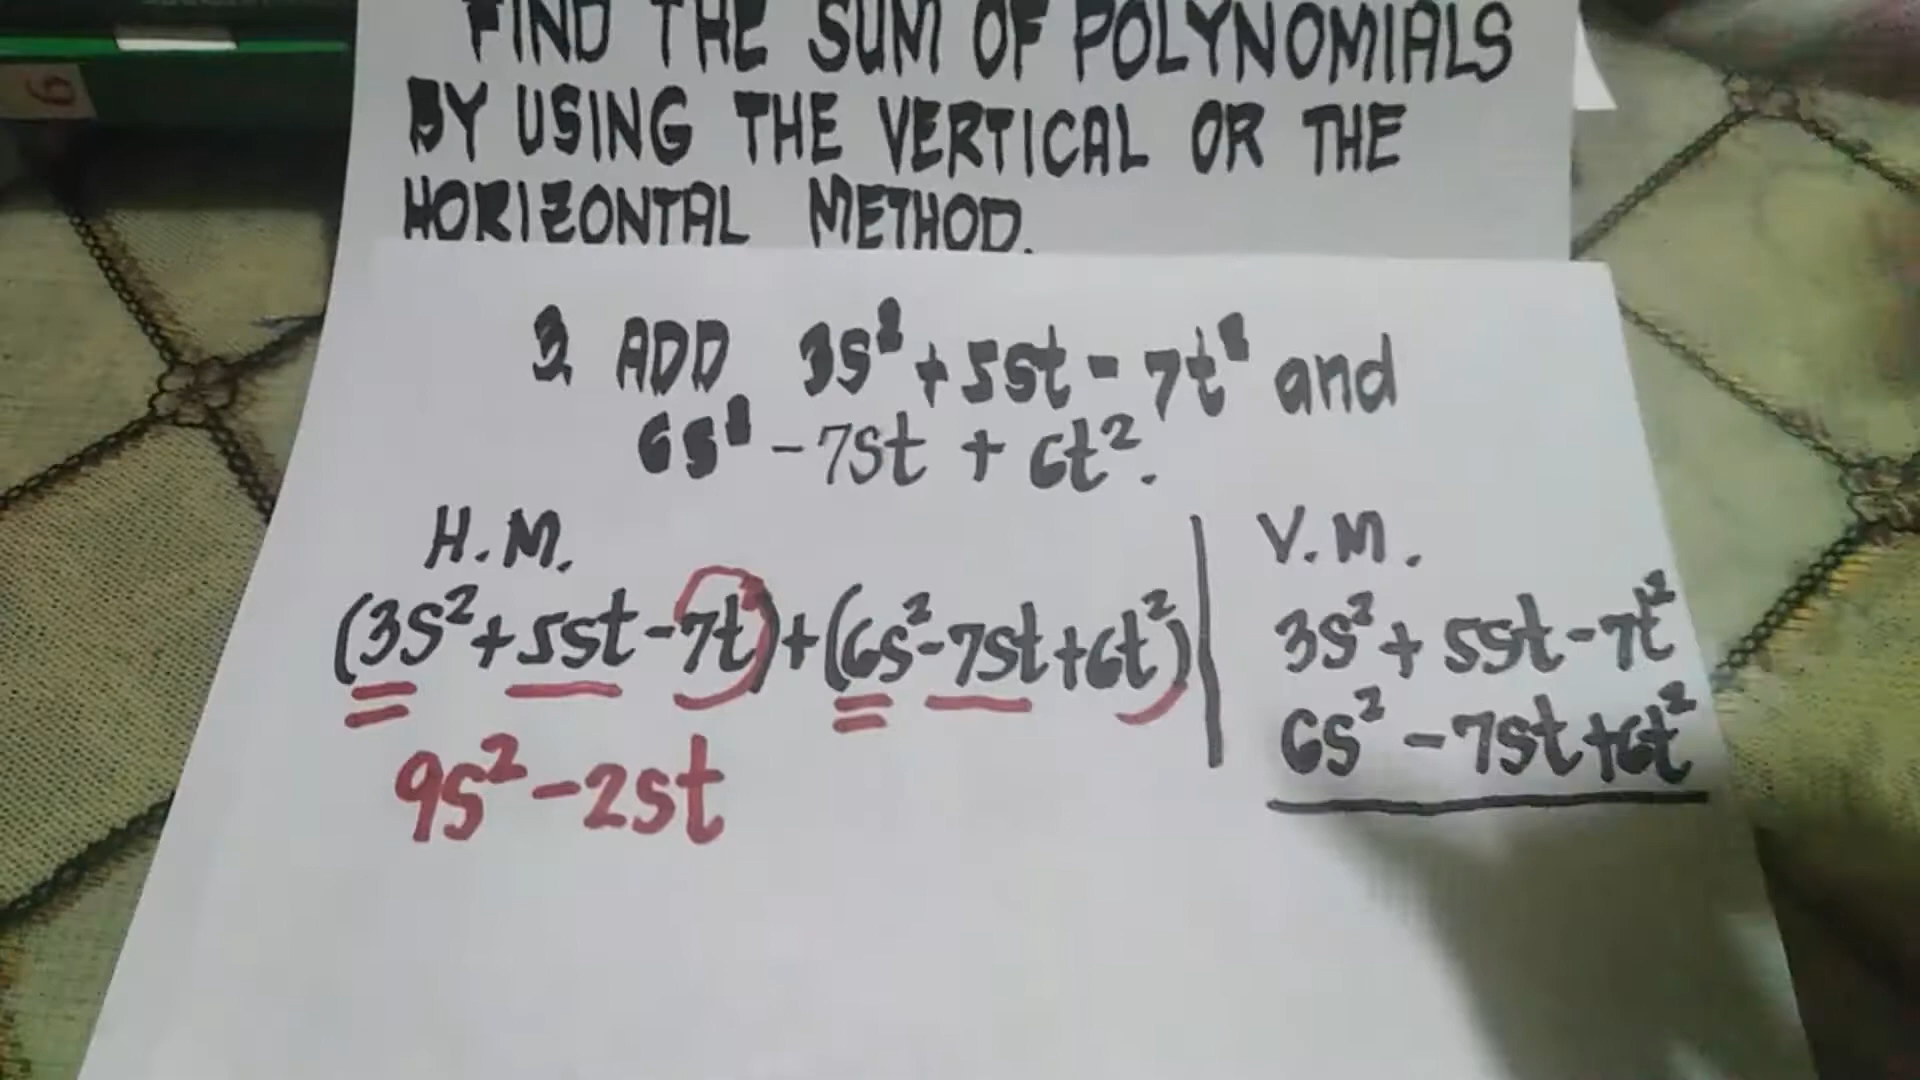 FIND THE SUM OF POLYNOMIALS
BY USING THE VERTICAL OR THE
HORIZONTAL METHOD.
3. ADD 3s² + 5st - 7t² and
6s² - 7st + 6t².
H.M.
(3s²+5st-7t²)+(6s²-7st+6t²)
9s²-2st
V.M.
3s²+5st-7t²
6s²-7st+6t²